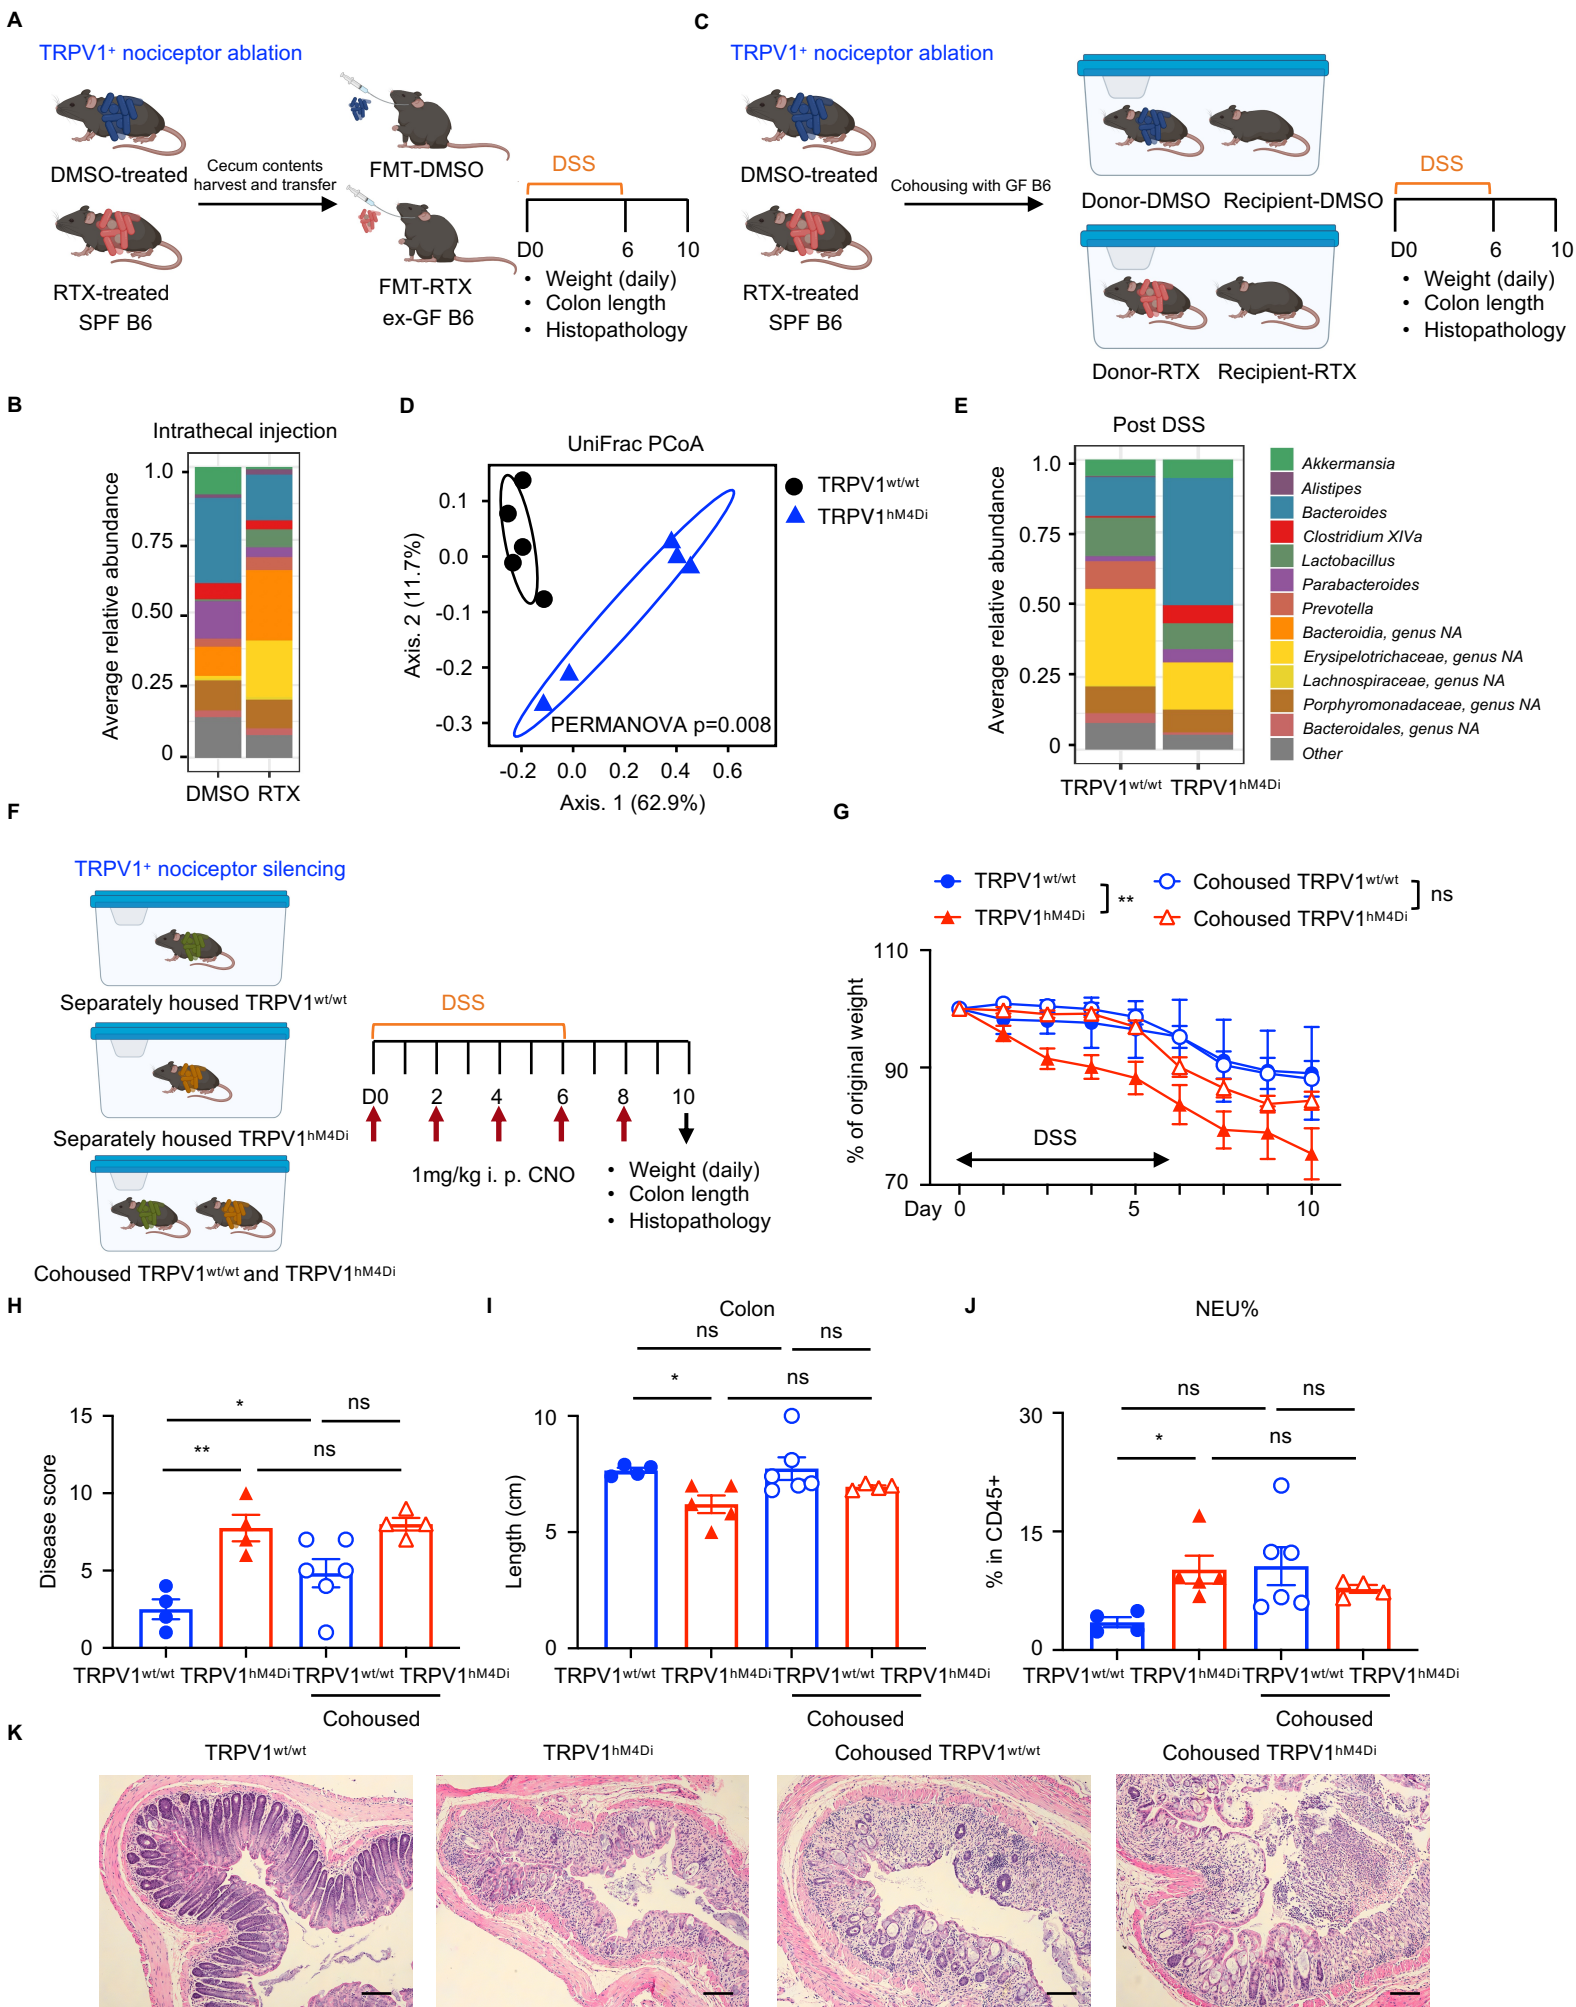 A
TRPV1+ nociceptor ablation
DMSO-treated
RTX-treated
SPF B6
Cecum contents
harvest and transfer
FMT-DMSO
FMT-RTX
ex-GF B6
DSS
D0 6 10
• Weight (daily)
• Colon length
• Histopathology
C
TRPV1+ nociceptor ablation
DMSO-treated
RTX-treated
SPF B6
Cohousing with GF B6
Donor-DMSO Recipient-DMSO
Donor-RTX Recipient-RTX
DSS
D0 6 10
• Weight (daily)
• Colon length
• Histopathology
B
Intrathecal injection
Average relative abundance
1.0
0.75
0.50
0.25
0
DMSO RTX
D
UniFrac PCoA
Axis. 2 (11.7%)
0.1
0.0
-0.1
-0.2
-0.3
PERMANOVA p=0.008
-0.2 0.0 0.2 0.4 0.6
Axis. 1 (62.9%)
TRPV1wt/wt
TRPV1hM4Di
E
Post DSS
Average relative abundance
1.0
0.75
0.50
0.25
0
TRPV1wt/wt TRPV1hM4Di
Akkermansia
Alistipes
Bacteroides
Clostridium XIVa
Lactobacillus
Parabacteroides
Prevotella
Bacteroidia, genus NA
Erysipelotrichaceae, genus NA
Lachnospiraceae, genus NA
Porphyromonadaceae, genus NA
Bacteroidales, genus NA
Other
F
TRPV1+ nociceptor silencing
Separately housed TRPV1wt/wt
Separately housed TRPV1hM4Di
Cohoused TRPV1wt/wt and TRPV1hM4Di
DSS
D0 2 4 6 8 10
1mg/kg i. p. CNO
• Weight (daily)
• Colon length
• Histopathology
G
TRPV1wt/wt
TRPV1hM4Di
**
Cohoused TRPV1wt/wt
Cohoused TRPV1hM4Di
ns
% of original weight
110
90
70
DSS
Day 0 5 10
H
Disease score
15
10
5
0
* ns
** ns
TRPV1wt/wt TRPV1hM4Di TRPV1wt/wt TRPV1hM4Di
Cohoused
I
Colon
Length (cm)
10
5
0
ns ns
* ns
TRPV1wt/wt TRPV1hM4Di TRPV1wt/wt TRPV1hM4Di
Cohoused
J
NEU%
% in CD45+
30
15
0
ns ns
* ns
TRPV1wt/wt TRPV1hM4Di TRPV1wt/wt TRPV1hM4Di
Cohoused
K
TRPV1wt/wt
TRPV1hM4Di
Cohoused TRPV1wt/wt
Cohoused TRPV1hM4Di